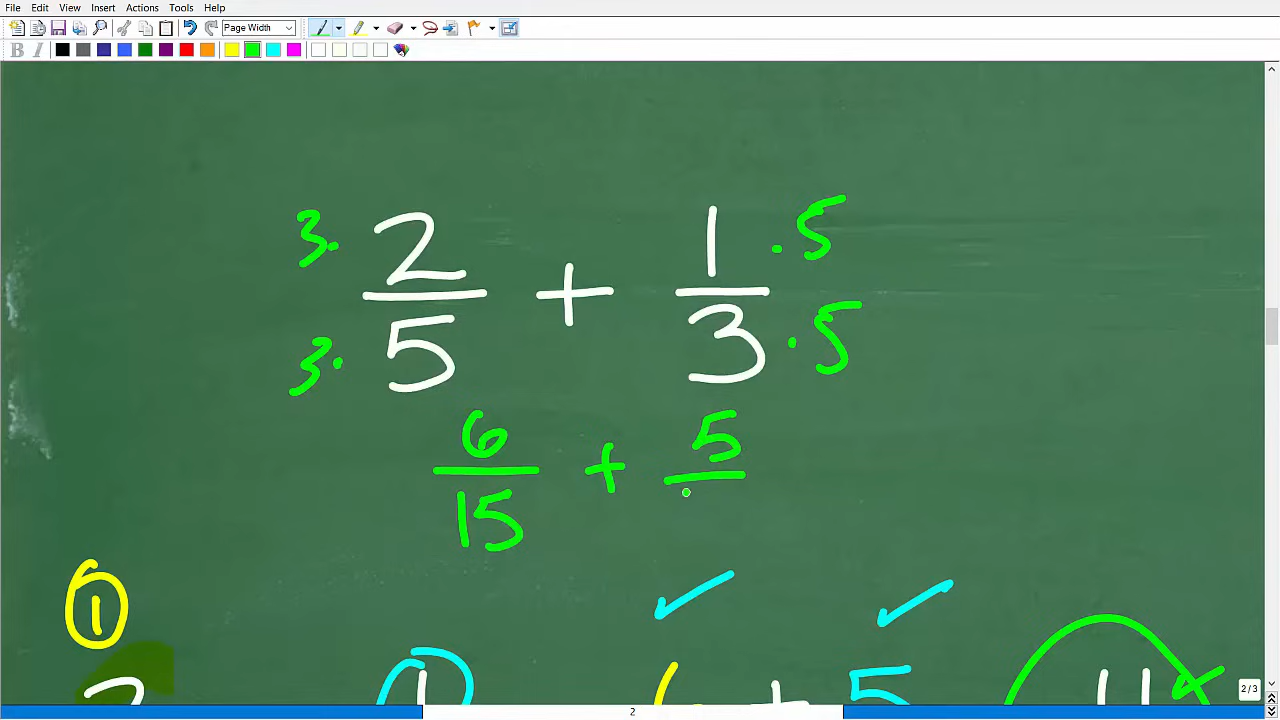 File Edit View Insert Actions Tools Help
Page Width
B I
3· 2/5 + 1/3 ·5
3· ·5
6/15 + 5
1
5
2/3
2